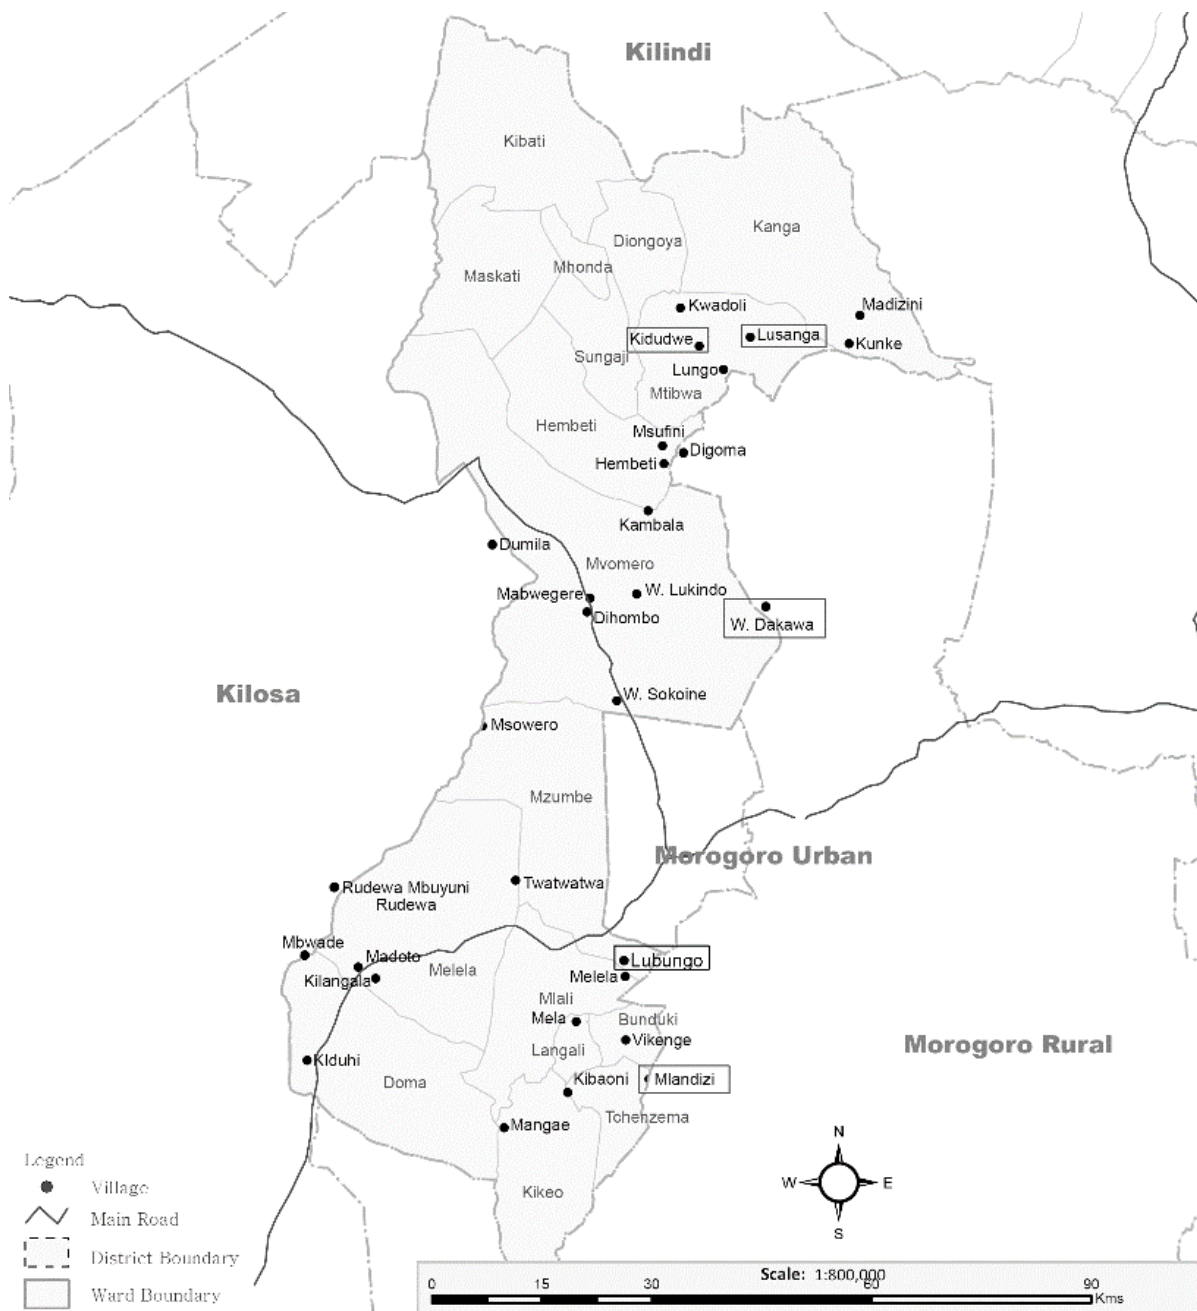 Kilindi
Kibati
Kanga
Diongoya
Mhonda
Maskati
Kwadoli
Madizini
Kidudwe
Lusanga
Kunke
Sungaji
Lungo
Mtibwa
Hembeti
Msufini
Digoma
Hembeti
Kambala
Dumila
Mvomero
Mabwegere
W. Lukindo
Dihombo
W. Dakawa
Kilosa
W. Sokoine
Msowero
Mzumbe
Morogoro Urban
Twatwatwa
Rudewa Mbuyuni
Rudewa
Mbwade
Madoto
Melela
Lubungo
Kilangala
Melela
Mlali
Mela
Bunduki
Vikenge
Morogoro Rural
Langali
KIduhi
Doma
Kibaoni
Mlandizi
Tchenzema
Mangae
N
W
E
S
Kikeo
Legend
Village
Main Road
District Boundary
Ward Boundary
Scale: 1:800,000
0 15 30 60 90
Kms